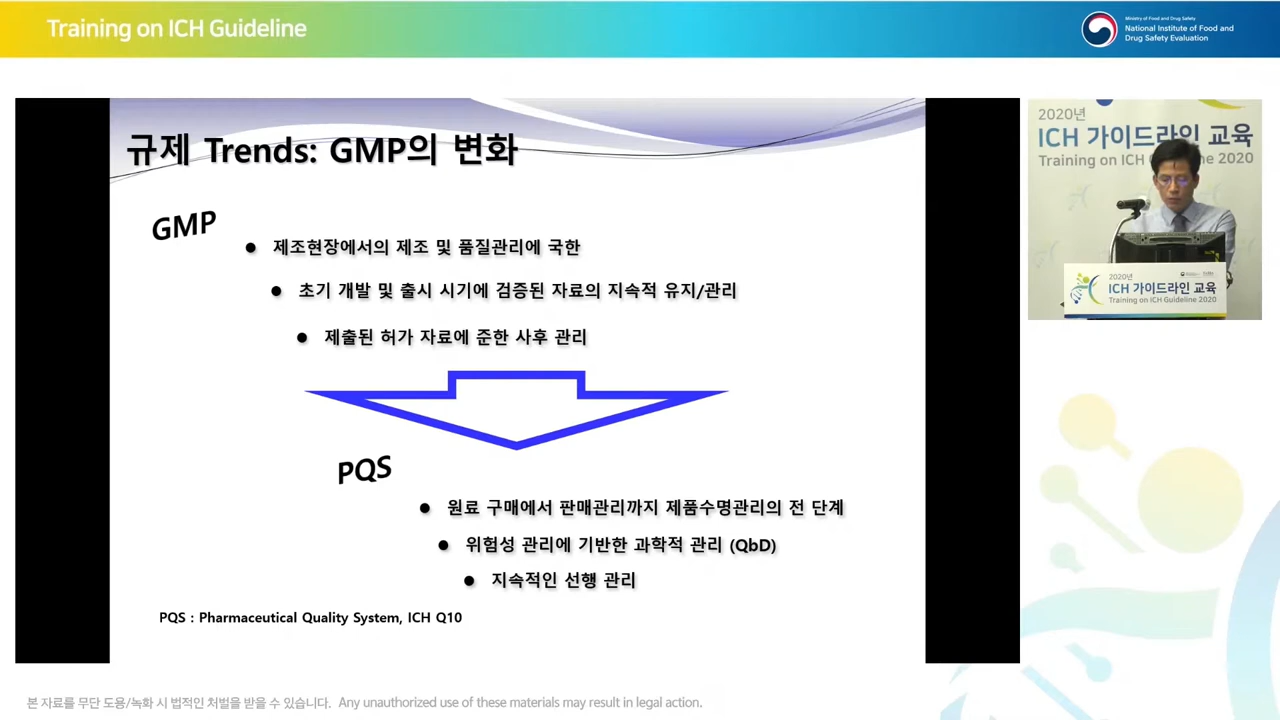 Training on ICH Guideline
Ministry of Food and Drug Safety
National Institute of Food and
Drug Safety Evaluation
규제 Trends: GMP의 변화
GMP
● 제조현장에서의 제조 및 품질관리에 국한
● 초기 개발 및 출시 시기에 검증된 자료의 지속적 유지/관리
● 제출된 허가 자료에 준한 사후 관리
PQS
● 원료 구매에서 판매관리까지 제품수명관리의 전 단계
● 위험성 관리에 기반한 과학적 관리 (QbD)
● 지속적인 선행 관리
PQS : Pharmaceutical Quality System, ICH Q10
2020년
ICH 가이드라인 교육
Training on ICH Guideline 2020
2020년
ICH 가이드라인 교육
Training on ICH Guideline 2020
본 자료를 무단 도용/녹화 시 법적인 처벌을 받을 수 있습니다. Any unauthorized use of these materials may result in legal action.